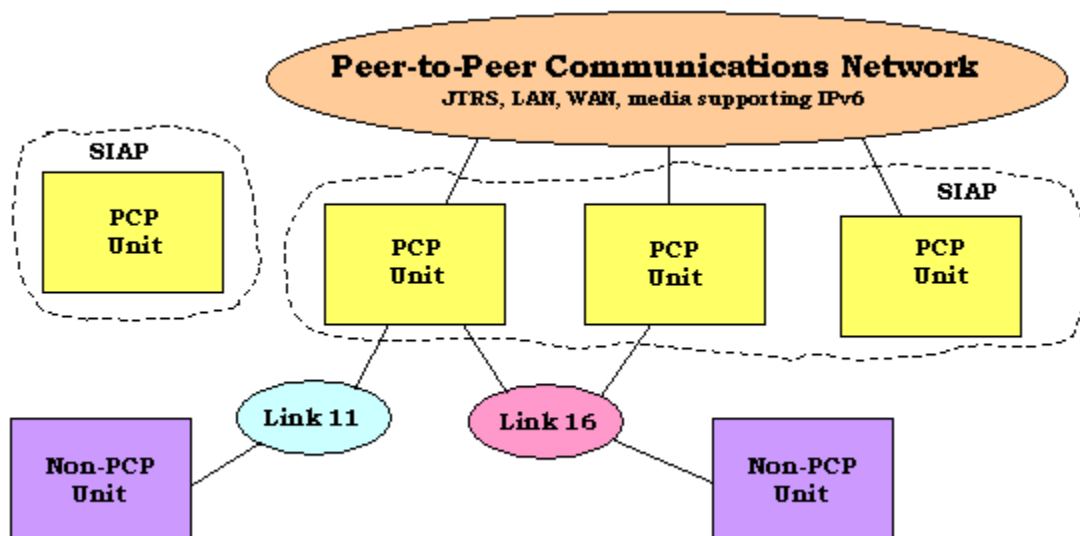 Peer-to-Peer Communications Network
JTRS, LAN, WAN, media supporting IPv6
SIAP
PCP
Unit
SIAP
PCP
Unit
PCP
Unit
PCP
Unit
Link 11
Link 16
Non-PCP
Unit
Non-PCP
Unit